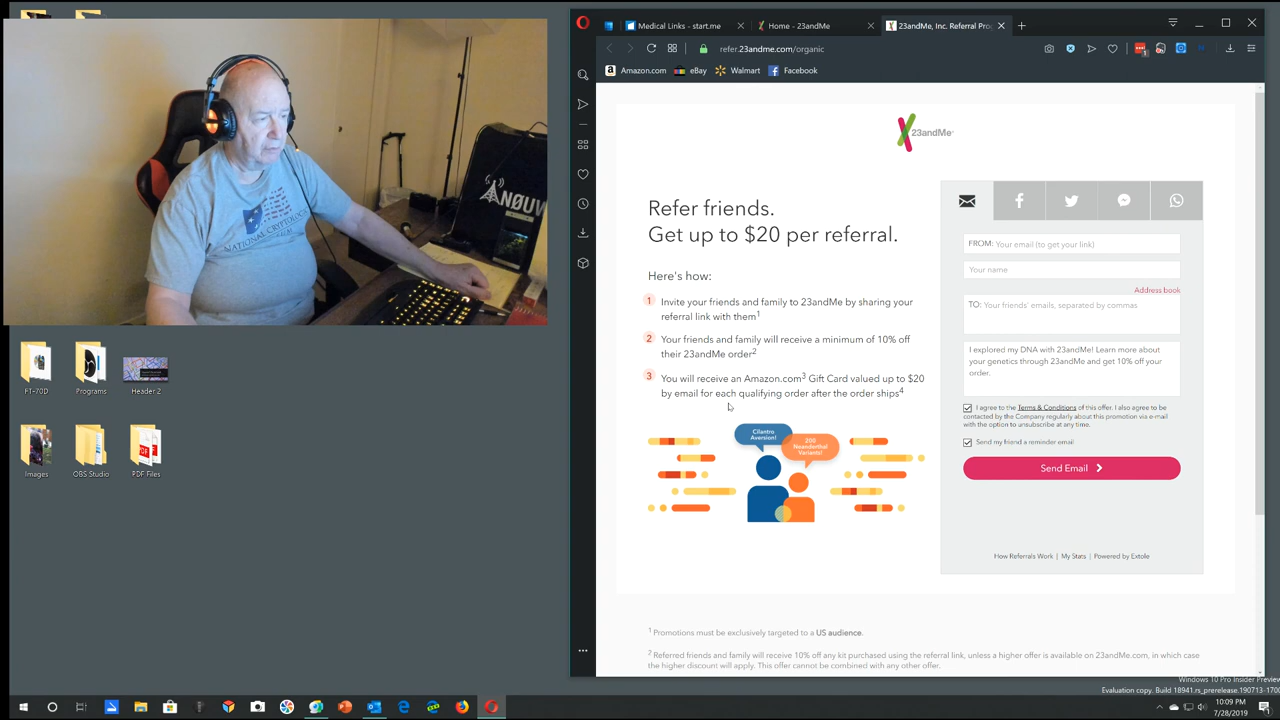 Medical Links - start.me
Home - 23andMe
23andMe, Inc. Referral Pro
refer.23andme.com/organic
Amazon.com
eBay
Walmart
Facebook
23andMe
ANØUW
NATIONAL CRYPTOLOGIC
Refer friends.
Get up to $20 per referral.
Here's how:
1 Invite your friends and family to 23andMe by sharing your
referral link with them1
2 Your friends and family will receive a minimum of 10% off
their 23andMe order2
3 You will receive an Amazon.com3 Gift Card valued up to $20
by email for each qualifying order after the order ships4
Cilantro
Aversion!
200
Neanderthal
Variants!
FROM: Your email (to get your link)
Your name
Address book
TO: Your friends' emails, separated by commas
I explored my DNA with 23andMe! Learn more about
your genetics through 23andMe and get 10% off your
order.
I agree to the Terms & Conditions of this offer. I also agree to be
contacted by the Company regularly about this promotion via e-mail
with the option to unsubscribe at any time.
Send my friend a reminder email
Send Email
How Referrals Work | My Stats | Powered by Extole
1 Promotions must be exclusively targeted to a US audience.
2 Referred friends and family will receive 10% off any kit purchased using the referral link, unless a higher offer is available on 23andMe.com, in which case
the higher discount will apply. This offer cannot be combined with any other offer.
FT-70D
Programs
Header 2
Images
OBS Studio
PDF Files
Windows 10 Pro Insider Preview
Evaluation copy. Build 18941.rs_prerelease.190713-1700
10:09 PM
7/28/2019